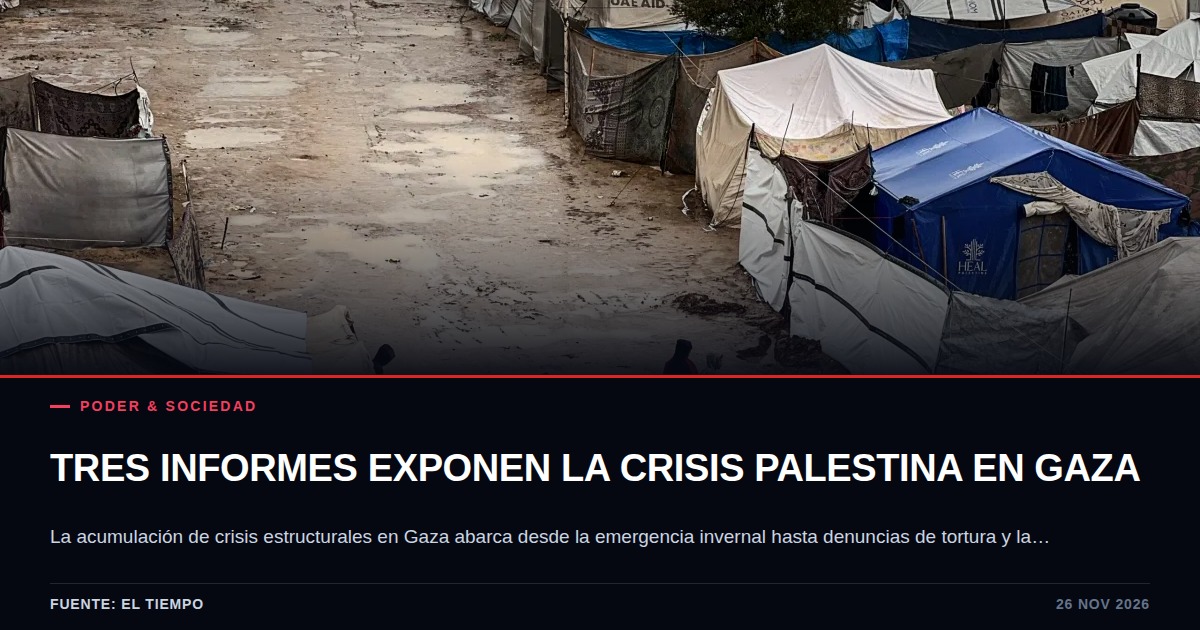 UAE AID
HEAL
PALESTINE
PODER & SOCIEDAD
TRES INFORMES EXPONEN LA CRISIS PALESTINA EN GAZA
La acumulación de crisis estructurales en Gaza abarca desde la emergencia invernal hasta denuncias de tortura y la…
FUENTE: EL TIEMPO
26 NOV 2026